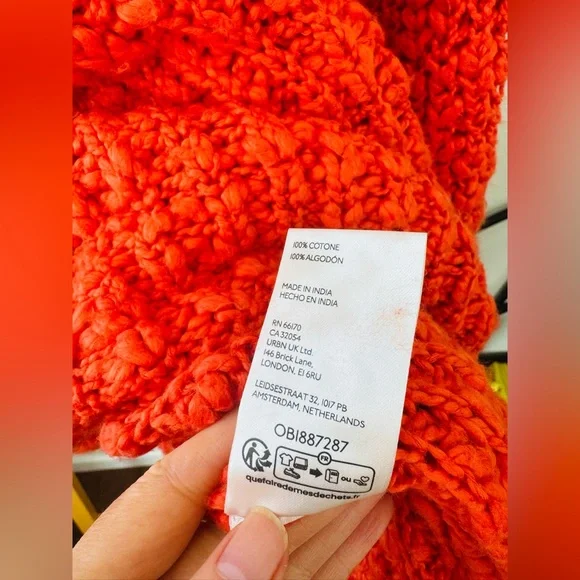 100% COTONE
100% ALGODÓN
MADE IN INDIA
HECHO EN INDIA
RN 66170
CA 32054
URBN UK Ltd.
146 Brick Lane,
LONDON, E1 6RU
LEIDSESTRAAT 32, 1017 PB
AMSTERDAM, NETHERLANDS
OB1887287
FR
OU
quefairedemesdechets.fr